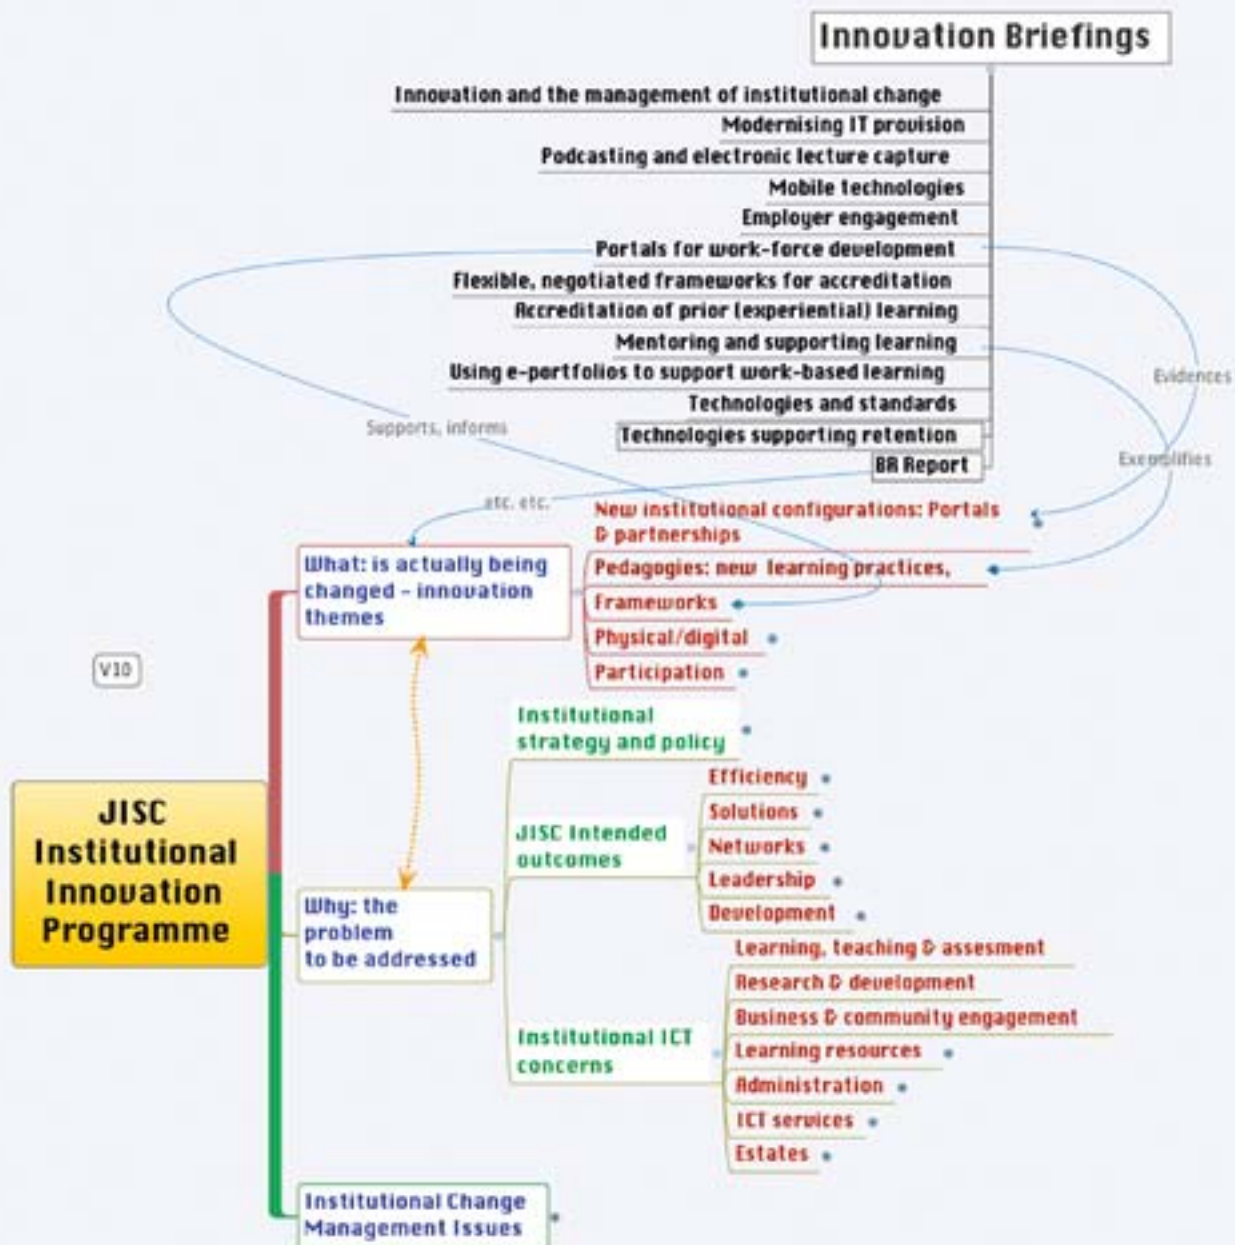 Innovation Briefings
Innovation and the management of institutional change
Modernising IT provision
Podcasting and electronic lecture capture
Mobile technologies
Employer engagement
Portals for work-force development
Flexible, negotiated frameworks for accreditation
Accreditation of prior (experiential) learning
Mentoring and supporting learning
Using e-portfolios to support work-based learning
Technologies and standards
Technologies supporting retention
BR Report
Evidences
Exemplifies
Supports, informs
etc. etc.
What: is actually being
changed - innovation
themes
New institutional configurations: Portals
& partnerships
Pedagogies: new learning practices,
Frameworks
Physical/digital
Participation
V10
JISC
Institutional
Innovation
Programme
Why: the
problem
to be addressed
Institutional
strategy and policy
JISC Intended
outcomes
Efficiency
Solutions
Networks
Leadership
Development
Institutional ICT
concerns
Learning, teaching & assesment
Research & development
Business & community engagement
Learning resources
Administration
ICT services
Estates
Institutional Change
Management Issues